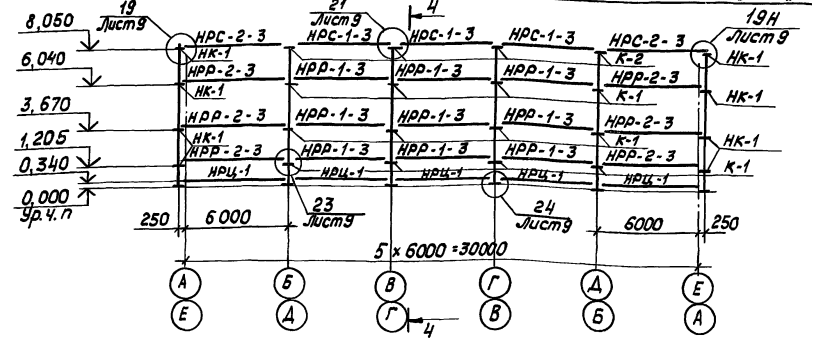 19 21 4 19Н
Лист 9 Лист 9 Лист 9
8,050 НРС-2-3 НРС-1-3 НРС-1-3 НРС-1-3 НРС-2-3
НК-1 К-2 НК-1
6,040 НРР-2-3 НРР-1-3 НРР-1-3 НРР-1-3 НРР-2-3
НК-1 К-1 НК-1
3,670 НРР-2-3 НРР-1-3 НРР-1-3 НРР-1-3 НРР-2-3
НК-1 К-1 НК-1
1,205 НРР-2-3 НРР-1-3 НРР-1-3 НРР-1-3 НРР-2-3
К-1
0,340 НРЦ-1 НРЦ-1 НРЦ-1 НРЦ-1 НРЦ-1
0,000
Ур.ч.п
23 24
Лист 9 Лист 9
250 6000 6000 250
5 × 6000 = 30000
А Б В Г Д Е
Е Д Г В Б А
4